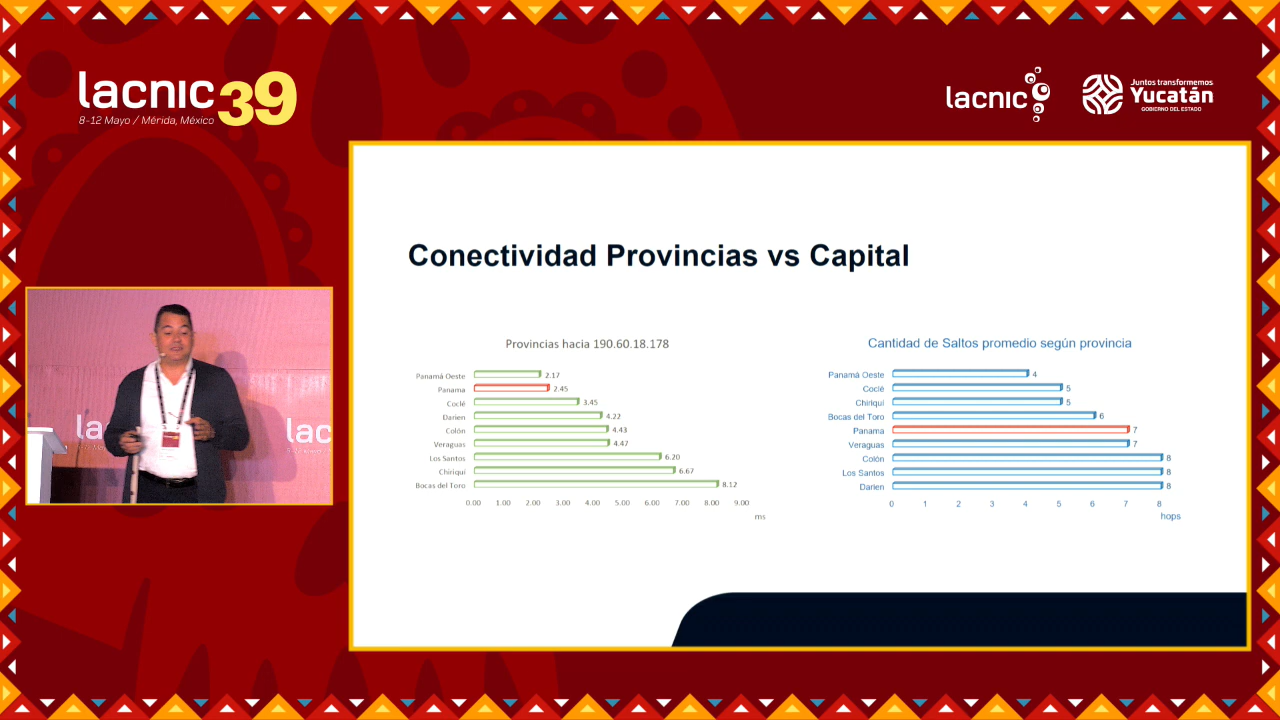 lacnic 39
8-12 Mayo / Mérida, México
lacnic
Juntos transformemos
Yucatán
GOBIERNO DEL ESTADO
Conectividad Provincias vs Capital
Provincias hacia 190.60.18.178
Panamá Oeste 2.17
Panama 2.45
Coclé 3.45
Darien 4.22
Colón 4.43
Veraguas 4.47
Los Santos 6.20
Chiriqui 6.67
Bocas del Toro 8.12
0.00 1.00 2.00 3.00 4.00 5.00 6.00 7.00 8.00 9.00
ms
Cantidad de Saltos promedio según provincia
Panamá Oeste 4
Coclé 5
Chiriquí 5
Bocas del Toro 6
Panama 7
Veraguas 7
Colón 8
Los Santos 8
Darien 8
0 1 2 3 4 5 6 7 8
hops
la
lacn